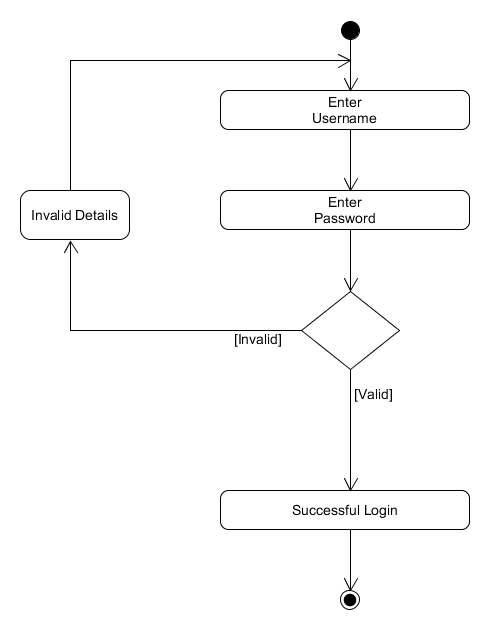 Enter
Username
Enter
Password
Invalid Details
[Invalid]
[Valid]
Successful Login